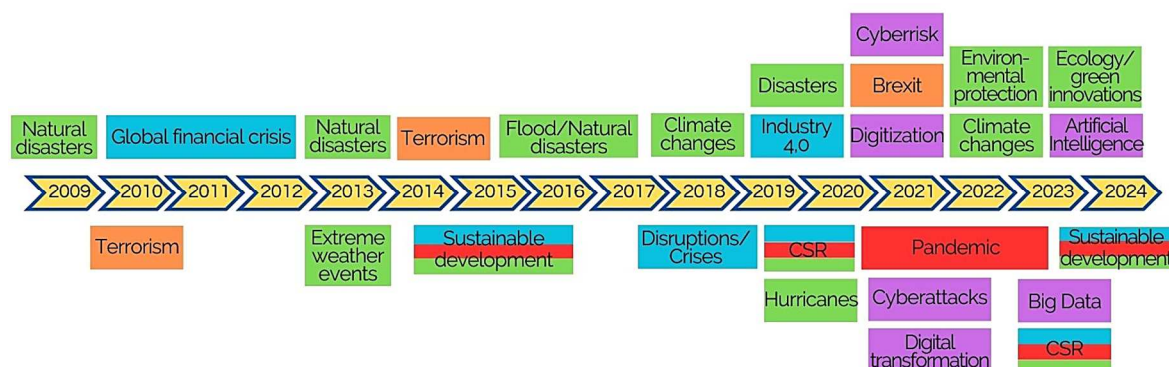 Cyberrisk
Disasters
Brexit
Environ-
mental
protection
Ecology/
green
innovations
Natural
disasters
Global financial crisis
Natural
disasters
Terrorism
Flood/Natural
disasters
Climate
changes
Industry
4,0
Digitization
Climate
changes
Artificial
Intelligence
2009
2010
2011
2012
2013
2014
2015
2016
2017
2018
2019
2020
2021
2022
2023
2024
Terrorism
Extreme
weather
events
Sustainable
development
Disruptions/
Crises
CSR
Pandemic
Sustainable
development
Hurricanes
Cyberattacks
Big Data
Digital
transformation
CSR